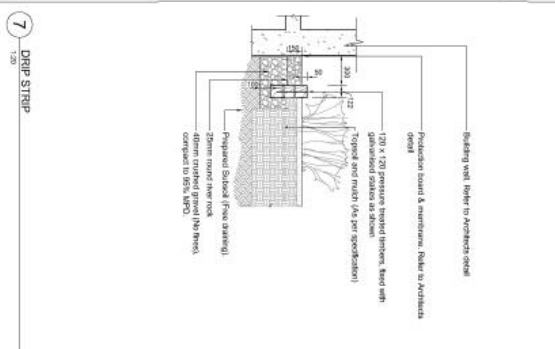 Building wall. Refer to Architects detail
Protection board & membrane. Refer to Architects
detail
120 x 120 pressure treated timbers, fixed with
galvanised stakes as shown
Topsoil and mulch (As per specification)
Prepared Subsoil (Free draining).
25mm round river rock
40mm crushed gravel (No fines).
compact to 95% MPD.
150
300
50
122
100
7
DRIP STRIP
1:20